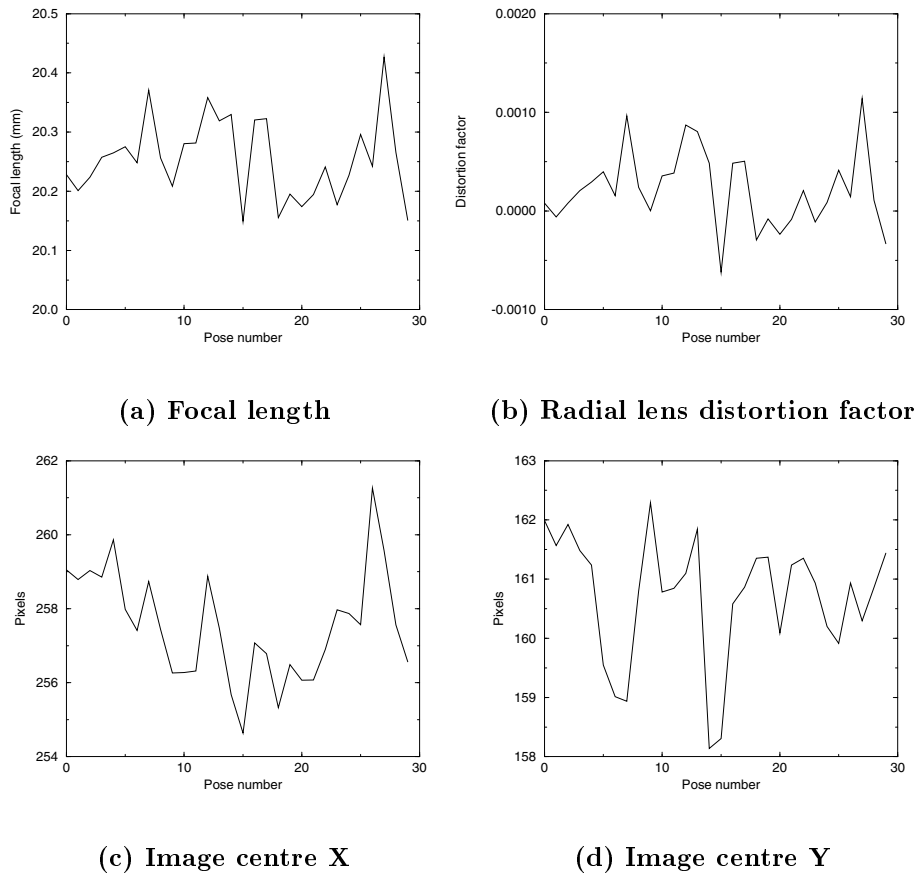 20.5
20.4
20.3
20.2
20.1
20.0
Focal length (mm)
0 10 20 30
Pose number
(a) Focal length
0.0020
0.0010
0.0000
-0.0010
Distortion factor
0 10 20 30
Pose number
(b) Radial lens distortion factor
262
260
258
256
254
Pixels
0 10 20 30
Pose number
(c) Image centre X
163
162
161
160
159
158
Pixels
0 10 20 30
Pose number
(d) Image centre Y